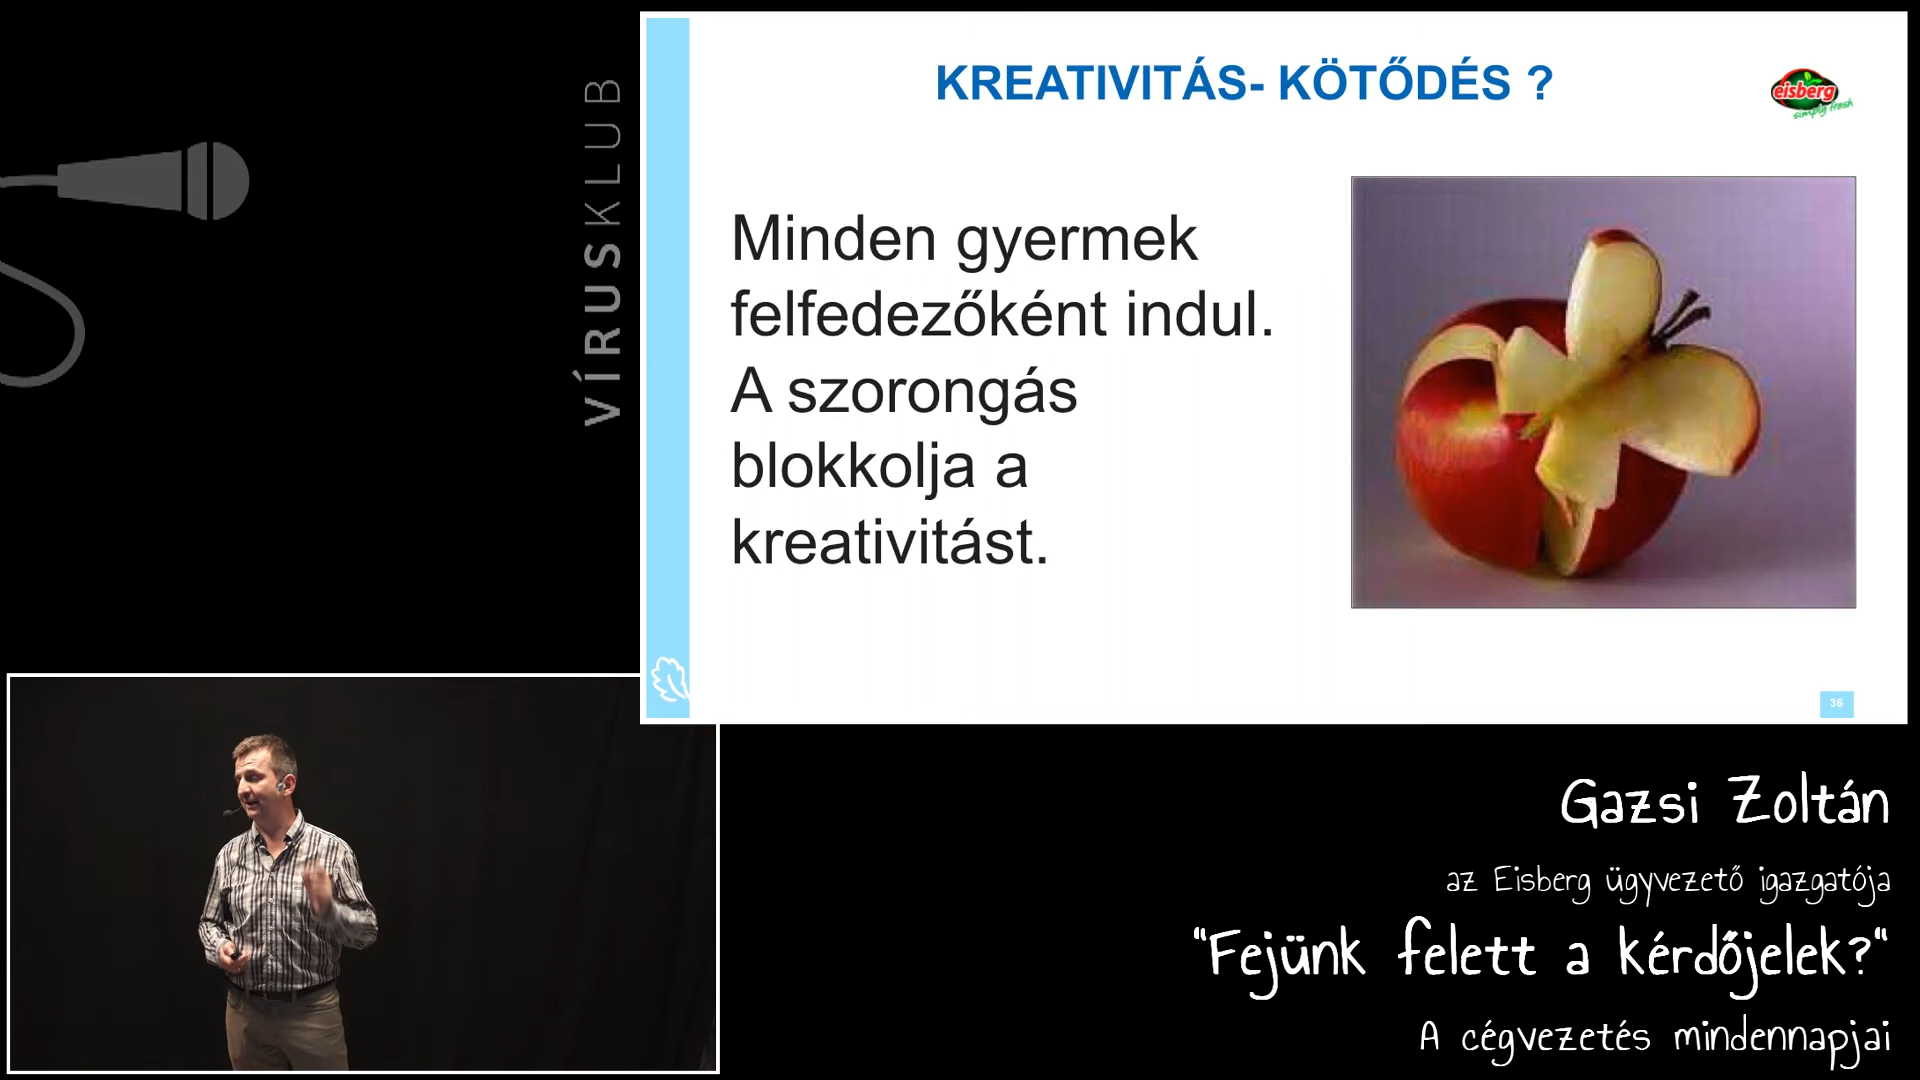 VÍRUSKLUB
KREATIVITÁS- KÖTŐDÉS ?
eisberg
simply fresh
Minden gyermek
felfedezőként indul.
A szorongás
blokkolja a
kreativitást.
36
Gazsi Zoltán
az Eisberg ügyvezető igazgatója
"Fejünk felett a kérdőjelek?"
A cégvezetés mindennapjai